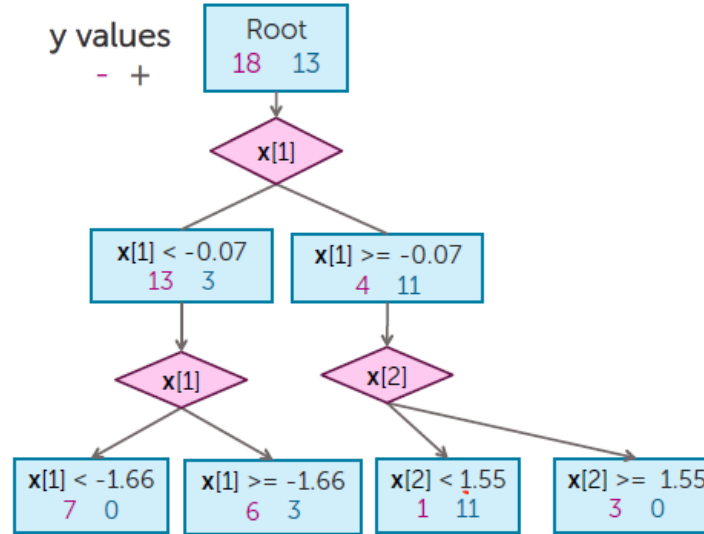 y values
- +
Root
18 13
x[1]
x[1] < -0.07
13 3
x[1] >= -0.07
4 11
x[1]
x[2]
x[1] < -1.66
7 0
x[1] >= -1.66
6 3
x[2] < 1.55
1 11
x[2] >= 1.55
3 0